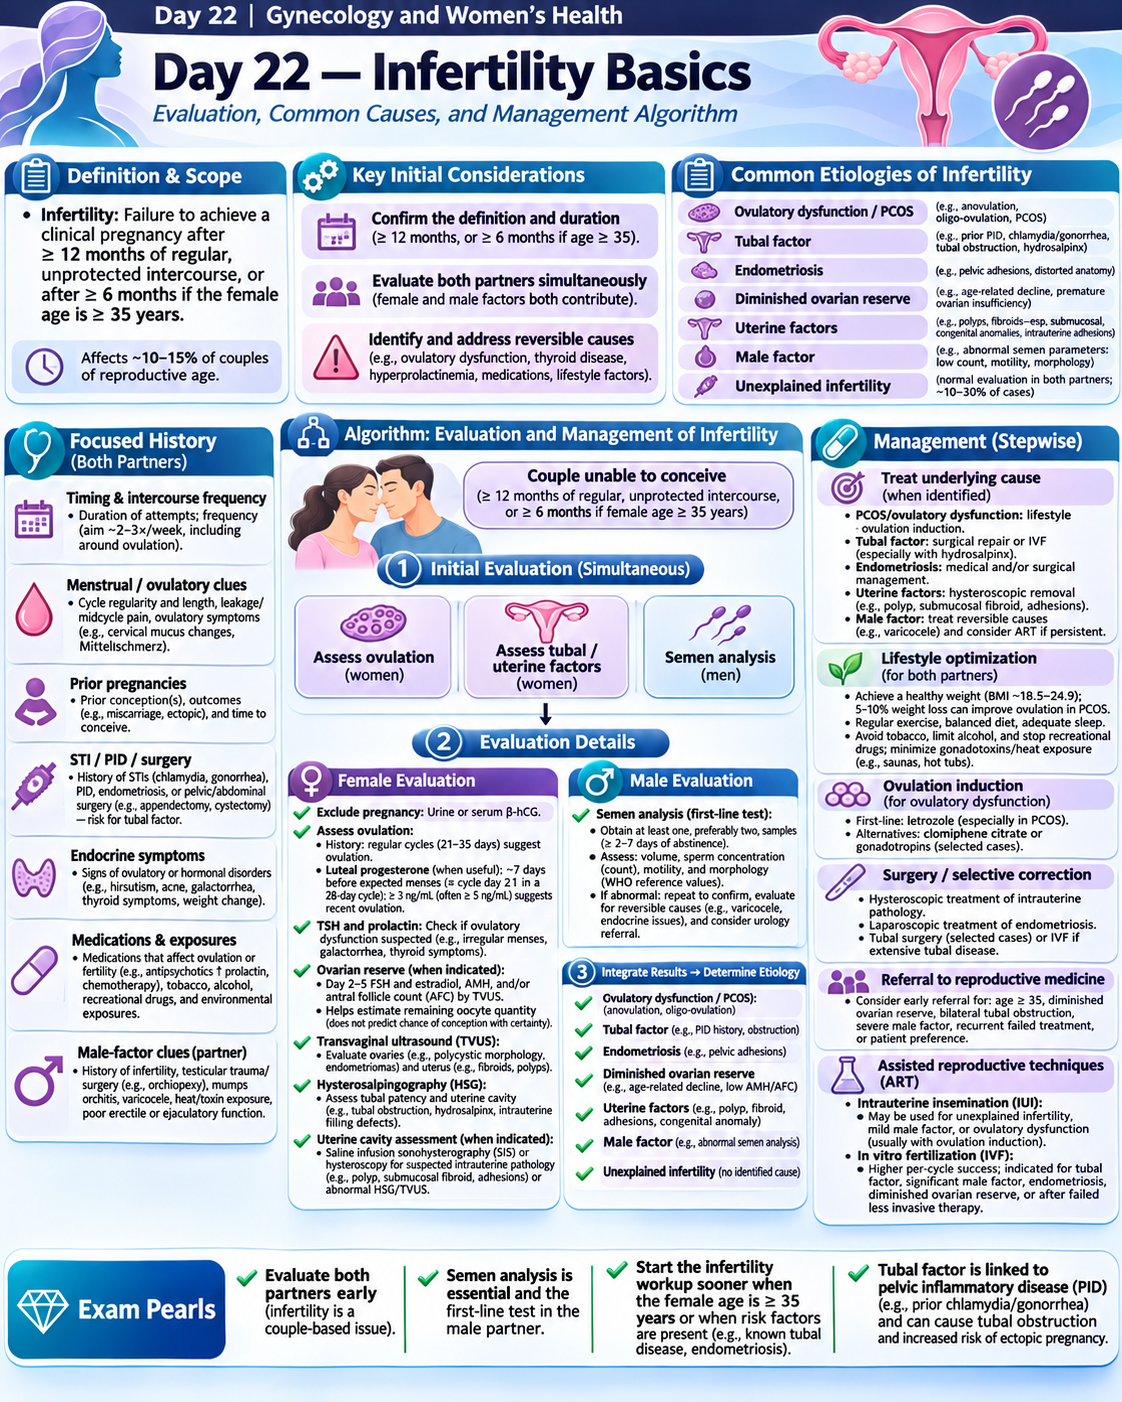 Day 22 | Gynecology and Women's Health
Day 22 — Infertility Basics
Evaluation, Common Causes, and Management Algorithm
Definition & Scope
• Infertility: Failure to achieve a
clinical pregnancy after
≥ 12 months of regular,
unprotected intercourse, or
after ≥ 6 months if the female
age is ≥ 35 years.
Affects ~10–15% of couples
of reproductive age.
Key Initial Considerations
Confirm the definition and duration
(≥ 12 months, or ≥ 6 months if age ≥ 35).
Evaluate both partners simultaneously
(female and male factors both contribute).
Identify and address reversible causes
(e.g., ovulatory dysfunction, thyroid disease,
hyperprolactinemia, medications, lifestyle factors).
Common Etiologies of Infertility
Ovulatory dysfunction / PCOS
(e.g., anovulation,
oligo-ovulation, PCOS)
Tubal factor
(e.g., prior PID, chlamydia/gonorrhea,
tubal obstruction, hydrosalpinx)
Endometriosis
(e.g., pelvic adhesions, distorted anatomy)
Diminished ovarian reserve
(e.g., age-related decline, premature
ovarian insufficiency)
Uterine factors
(e.g., polyps, fibroids—esp, submucosal,
congenital anomalies, intrauterine adhesions)
Male factor
(e.g., abnormal semen parameters:
low count, motility, morphology)
Unexplained infertility
(normal evaluation in both partners;
~10–30% of cases)
Focused History
(Both Partners)
Timing & intercourse frequency
• Duration of attempts; frequency
(aim ~2–3×/week, including
around ovulation).
Menstrual / ovulatory clues
• Cycle regularity and length, leakage/
midcycle pain, ovulatory symptoms
(e.g., cervical mucus changes,
Mittelischmerz).
Prior pregnancies
• Prior conception(s), outcomes
(e.g., miscarriage, ectopic), and time to
conceive.
STI / PID / surgery
• History of STIs (chlamydia, gonorrhea),
PID, endometriosis, or pelvic/abdominal
surgery (e.g., appendectomy, cystectomy)
— risk for tubal factor.
Endocrine symptoms
• Signs of ovulatory or hormonal disorders
(e.g., hirsutism, acne, galactorrhea,
thyroid symptoms, weight change).
Medications & exposures
• Medications that affect ovulation or
fertility (e.g., antipsychotics ↑ prolactin,
chemotherapy), tobacco, alcohol,
recreational drugs, and environmental
exposures.
Male-factor clues (partner)
• History of infertility, testicular trauma/
surgery (e.g., orchiopexy), mumps
orchitis, varicocele, heat/toxin exposure,
poor erectile or ejaculatory function.
Algorithm: Evaluation and Management of Infertility
Couple unable to conceive
(≥ 12 months of regular, unprotected intercourse,
or ≥ 6 months if female age ≥ 35 years)
1 Initial Evaluation (Simultaneous)
Assess ovulation
(women)
Assess tubal /
uterine factors
(women)
Semen analysis
(men)
2 Evaluation Details
Female Evaluation
Exclude pregnancy: Urine or serum β-hCG.
Assess ovulation:
• History: regular cycles (21–35 days) suggest
ovulation.
• Luteal progesterone (when useful): ~7 days
before expected menses (≈ cycle day 21 in a
28-day cycle); ≥ 3 ng/mL (often ≥ 5 ng/mL) suggests
recent ovulation.
TSH and prolactin: Check if ovulatory
dysfunction suspected (e.g., irregular menses,
galactorrhea, thyroid symptoms).
Ovarian reserve (when indicated):
• Day 2–5 FSH and estradiol, AMH, and/or
antral follicle count (AFC) by TVUS.
• Helps estimate remaining oocyte quantity
(does not predict chance of conception with certainty).
Transvaginal ultrasound (TVUS):
• Evaluate ovaries (e.g., polycystic morphology,
endometriomas) and uterus (e.g., fibroids, polyps).
Hysterosalpingography (HSG):
• Assess tubal patency and uterine cavity
(e.g., tubal obstruction, hydrosalpinx, intrauterine
filling defects).
Uterine cavity assessment (when indicated):
• Saline infusion sonohysterography (SIS) or
hysteroscopy for suspected intrauterine pathology
(e.g., polyp, submucosal fibroid, adhesions) or
abnormal HSG/TVUS.
Male Evaluation
Semen analysis (first-line test):
• Obtain at least one, preferably two, samples
(≥ 2–7 days of abstinence).
• Assess: volume, sperm concentration
(count), motility, and morphology
(WHO reference values).
• If abnormal: repeat to confirm, evaluate
for reversible causes (e.g., varicocele,
endocrine issues), and consider urology
referral.
3 Integrate Results → Determine Etiology
Ovulatory dysfunction / PCOS):
(anovulation, oligo-ovulation)
Tubal factor (e.g., PID history, obstruction)
Endometriosis (e.g., pelvic adhesions)
Diminished ovarian reserve
(e.g., age-related decline, low AMH/AFC)
Uterine factors (e.g., polyp, fibroid,
adhesions, congenital anomaly)
Male factor (e.g., abnormal semen analysis)
Unexplained infertility (no identified cause)
Management (Stepwise)
Treat underlying cause
(when identified)
• PCOS/ovulatory dysfunction: lifestyle
· ovulation induction.
• Tubal factor: surgical repair or IVF
(especially with hydrosalpinx).
• Endometriosis: medical and/or surgical
management.
• Uterine factors: hysteroscopic removal
(e.g., polyp, submucosal fibroid, adhesions).
• Male factor: treat reversible causes
(e.g., varicocele) and consider ART if persistent.
Lifestyle optimization
(for both partners)
• Achieve a healthy weight (BMI ~18.5–24.9);
5–10% weight loss can improve ovulation in PCOS.
• Regular exercise, balanced diet, adequate sleep.
• Avoid tobacco, limit alcohol, and stop recreational
drugs; minimize gonadotoxins/heat exposure
(e.g., saunas, hot tubs).
Ovulation induction
(for ovulatory dysfunction)
• First-line: letrozole (especially in PCOS).
• Alternatives: clomiphene citrate or
gonadotropins (selected cases).
Surgery / selective correction
• Hysteroscopic treatment of intrauterine
pathology.
• Laparoscopic treatment of endometriosis.
• Tubal surgery (selected cases) or IVF if
extensive tubal disease.
Referral to reproductive medicine
• Consider early referral for: age ≥ 35, diminished
ovarian reserve, bilateral tubal obstruction,
severe male factor, recurrent failed treatment,
or patient preference.
Assisted reproductive techniques
(ART)
• Intrauterine insemination (IUI):
• May be used for unexplained infertility,
mild male factor, or ovulatory dysfunction
(usually with ovulation induction).
• In vitro fertilization (IVF):
• Higher per-cycle success; indicated for tubal
factor, significant male factor, endometriosis,
diminished ovarian reserve, or after failed
less invasive therapy.
Exam Pearls
Evaluate both
partners early
(infertility is a
couple-based issue).
Semen analysis is
essential and the
first-line test in the
male partner.
Start the infertility
workup sooner when
the female age is ≥ 35
years or when risk factors
are present (e.g., known tubal
disease, endometriosis).
Tubal factor is linked to
pelvic inflammatory disease (PID)
(e.g., prior chlamydia/gonorrhea)
and can cause tubal obstruction
and increased risk of ectopic pregnancy.